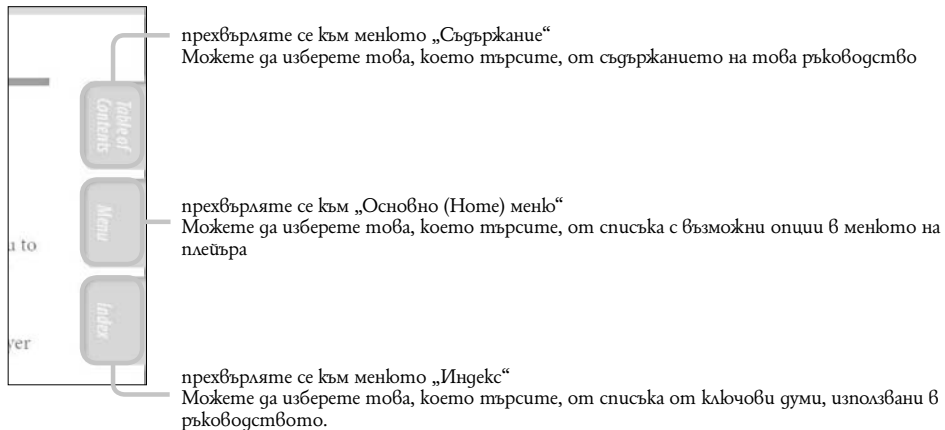 прехвърляте се към менюто „Съдържание“
Можете да изберете това, което търсите, от съдържанието на това ръководство
Table of
Contents
прехвърляте се към „Основно (Home) меню“
Можете да изберете това, което търсите, от списъка с възможни опции в менюто на
плейъра
Menu
u to
Index
yer
прехвърляте се към менюто „Индекс“
Можете да изберете това, което търсите, от списъка от ключови думи, използвани в
ръководството.